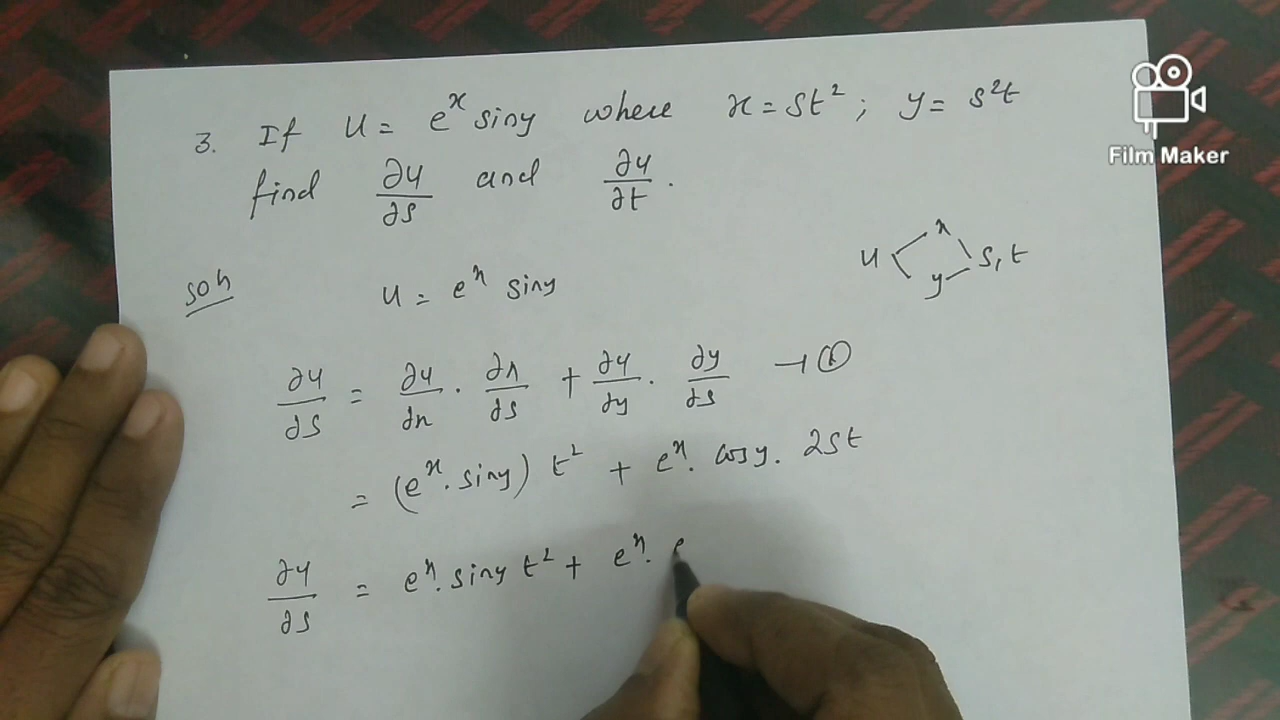 3. If u = e^x siny where x = st²; y = s²t
find ∂u/∂s and ∂u/∂t.
u x y s, t
soln u = e^x siny
∂u/∂s = ∂u/∂x · ∂x/∂s + ∂u/∂y · ∂y/∂s → ①
= (e^x · siny) t² + e^x · cosy · 2st
∂u/∂s = e^x · siny t² + e^x ·
Film Maker